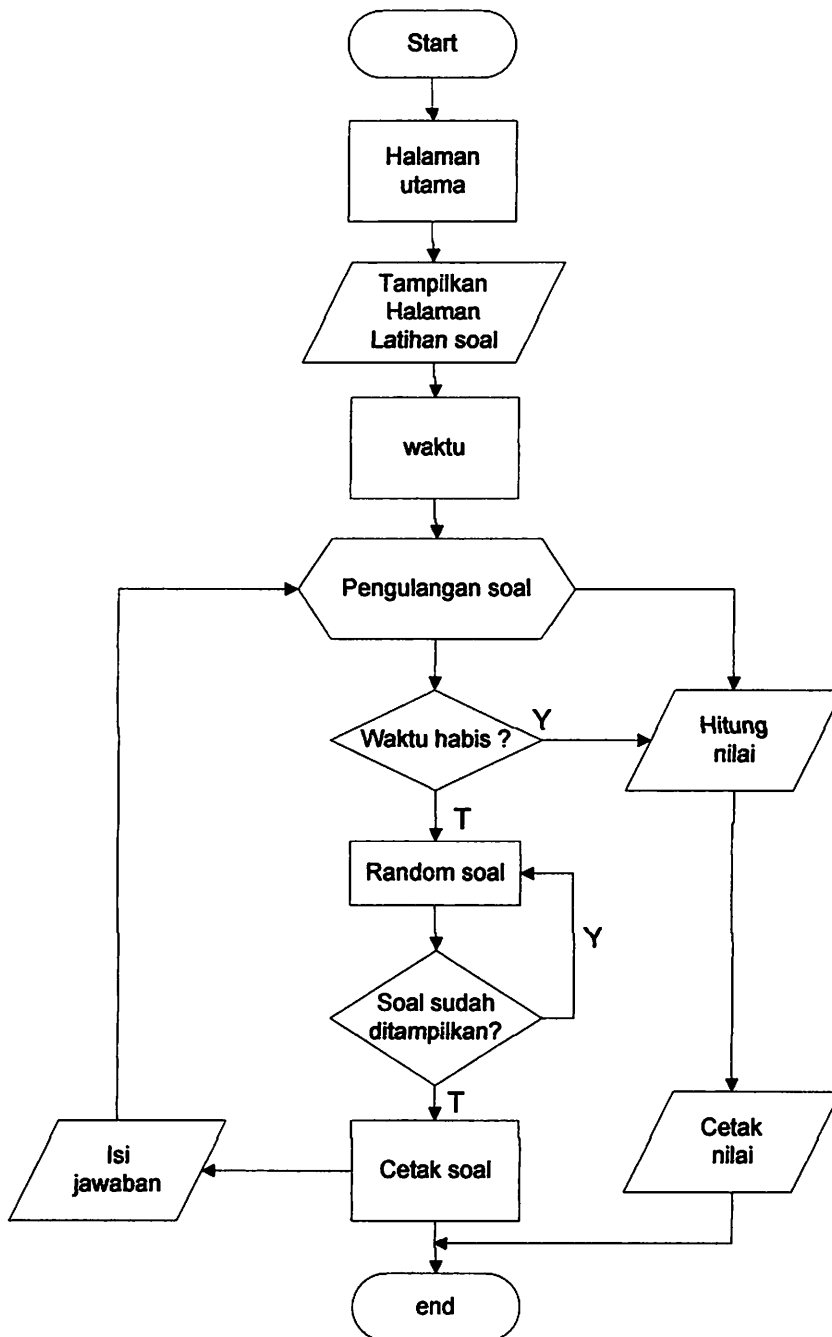 Start
Halaman
utama
Tampilkan
Halaman
Latihan soal
waktu
Pengulangan soal
Waktu habis ?
Y
Hitung
nilai
T
Random soal
Y
Soal sudah
ditampilkan?
T
Isi
jawaban
Cetak soal
Cetak
nilai
end